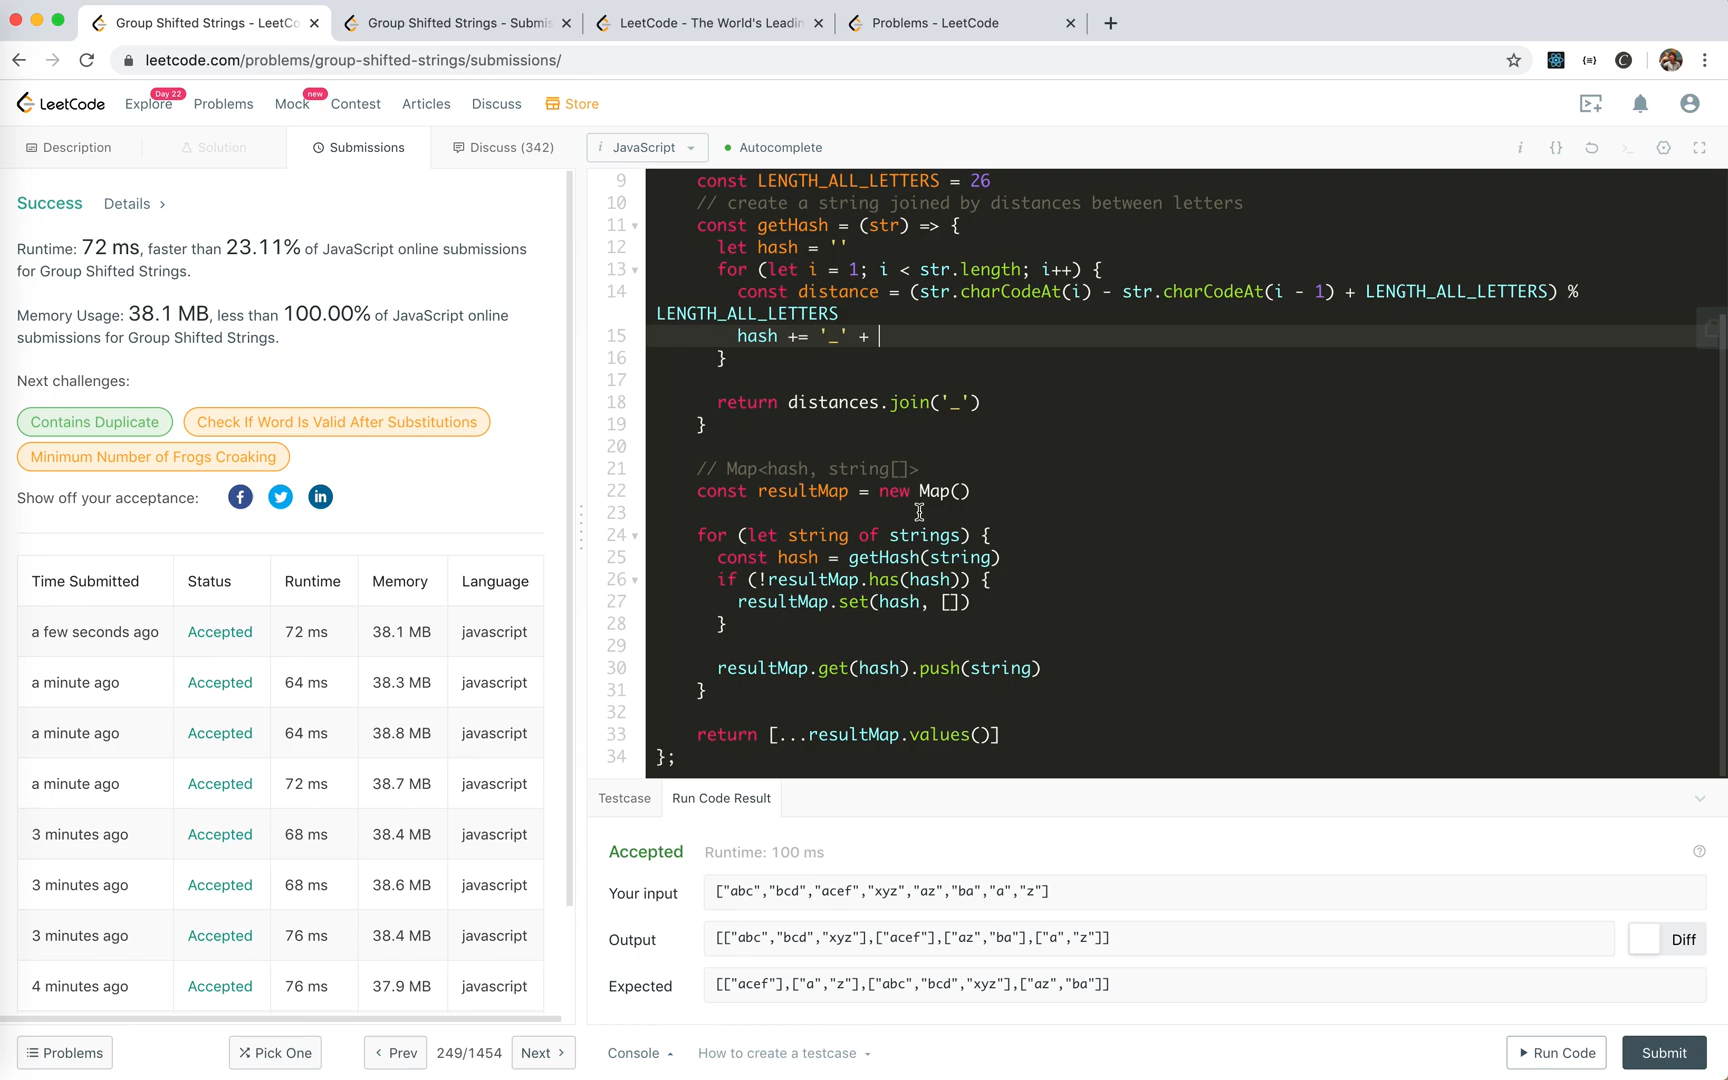 Group Shifted Strings - LeetCo
Group Shifted Strings - Submis
LeetCode - The World's Leadin
Problems - LeetCode
leetcode.com/problems/group-shifted-strings/submissions/
LeetCode
Explore
Day 22
Problems
Mock
new
Contest
Articles
Discuss
Store
Description
Solution
Submissions
Discuss (342)
i JavaScript
Autocomplete
Success
Details
Runtime: 72 ms, faster than 23.11% of JavaScript online submissions
for Group Shifted Strings.
Memory Usage: 38.1 MB, less than 100.00% of JavaScript online
submissions for Group Shifted Strings.
Next challenges:
Contains Duplicate
Check If Word Is Valid After Substitutions
Minimum Number of Frogs Croaking
Show off your acceptance:
Time Submitted Status Runtime Memory Language
a few seconds ago Accepted 72 ms 38.1 MB javascript
a minute ago Accepted 64 ms 38.3 MB javascript
a minute ago Accepted 64 ms 38.8 MB javascript
a minute ago Accepted 72 ms 38.7 MB javascript
3 minutes ago Accepted 68 ms 38.4 MB javascript
3 minutes ago Accepted 68 ms 38.6 MB javascript
3 minutes ago Accepted 76 ms 38.4 MB javascript
4 minutes ago Accepted 76 ms 37.9 MB javascript
Problems
Pick One
Prev
249/1454
Next
9 const LENGTH_ALL_LETTERS = 26
10 // create a string joined by distances between letters
11 const getHash = (str) => {
12 let hash = ''
13 for (let i = 1; i < str.length; i++) {
14 const distance = (str.charCodeAt(i) - str.charCodeAt(i - 1) + LENGTH_ALL_LETTERS) %
LENGTH_ALL_LETTERS
15 hash += '_' +
16 }
17
18 return distances.join('_')
19 }
20
21 // Map<hash, string[]>
22 const resultMap = new Map()
23
24 for (let string of strings) {
25 const hash = getHash(string)
26 if (!resultMap.has(hash)) {
27 resultMap.set(hash, [])
28 }
29
30 resultMap.get(hash).push(string)
31 }
32
33 return [...resultMap.values()]
34 };
Testcase
Run Code Result
Accepted
Runtime: 100 ms
Your input
["abc","bcd","acef","xyz","az","ba","a","z"]
Output
[["abc","bcd","xyz"],["acef"],["az","ba"],["a","z"]]
Diff
Expected
[["acef"],["a","z"],["abc","bcd","xyz"],["az","ba"]]
Console
How to create a testcase
Run Code
Submit